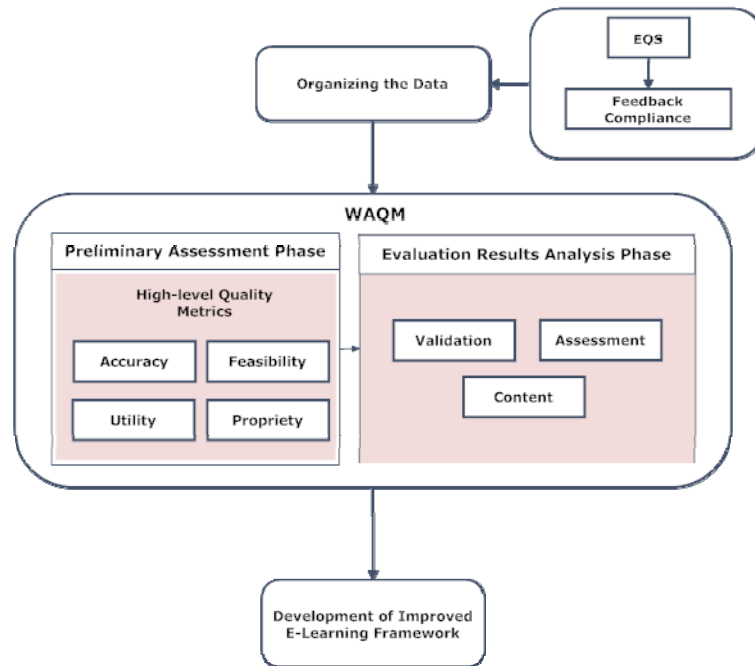 EQS
Feedback
Compliance
Organizing the Data
WAQM
Preliminary Assessment Phase
High-level Quality
Metrics
Accuracy
Feasibility
Utility
Propriety
Evaluation Results Analysis Phase
Validation
Assessment
Content
Development of Improved
E-Learning Framework